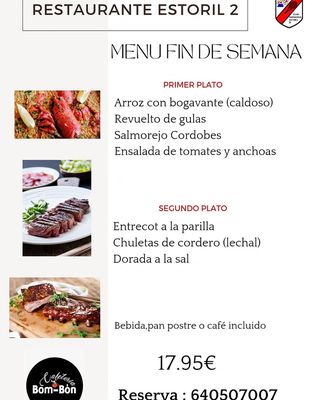 RESTAURANTE ESTORIL 2
MENU FIN DE SEMANA
PRIMER PLATO
Arroz con bogavante (caldoso)
Revuelto de gulas
Salmorejo Cordobes
Ensalada de tomates y anchoas
SEGUNDO PLATO
Entrecot a la parilla
Chuletas de cordero (lechal)
Dorada a la sal
Bebida,pan postre o café incluido
17.95€
Cafetería
Bom-Bón
Reserva : 640507007